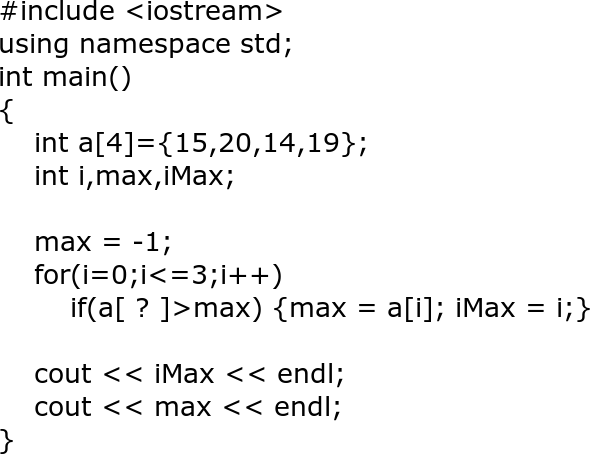 #include <iostream>
using namespace std;
int main()
{
int a[4]={15,20,14,19};
int i,max,iMax;
max = -1;
for(i=0;i<=3;i++)
if(a[ ? ]>max) {max = a[i]; iMax = i;}
cout << iMax << endl;
cout << max << endl;
}